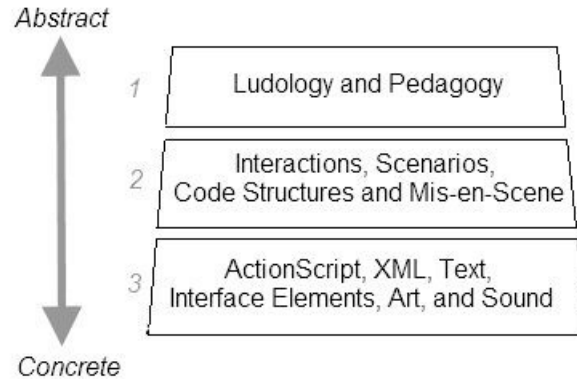 Abstract
1
Ludology and Pedagogy
2
Interactions, Scenarios,
Code Structures and Mis-en-Scene
3
ActionScript, XML, Text,
Interface Elements, Art, and Sound
Concrete